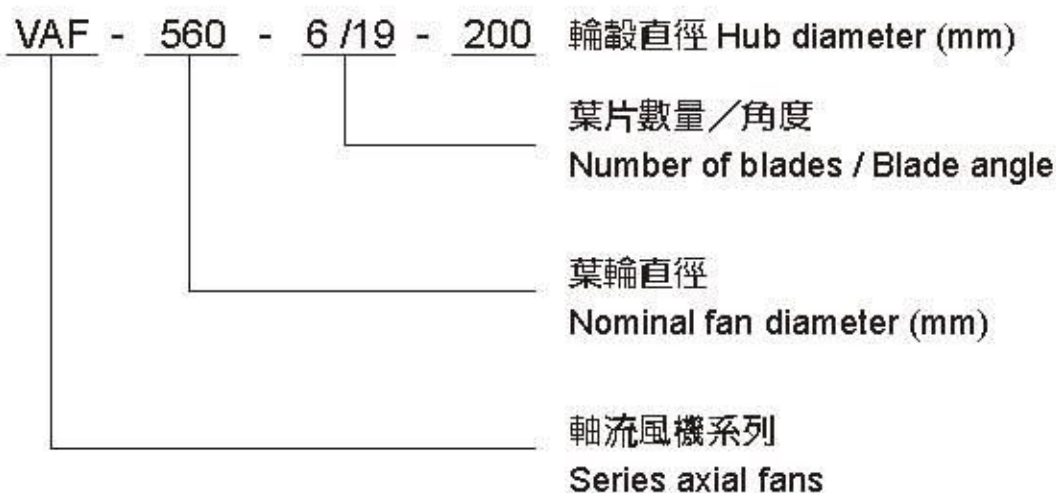 VAF - 560 - 6 /19 - 200 輪轂直徑 Hub diameter (mm)
葉片數量／角度
Number of blades / Blade angle
葉輪直徑
Nominal fan diameter (mm)
軸流風機系列
Series axial fans